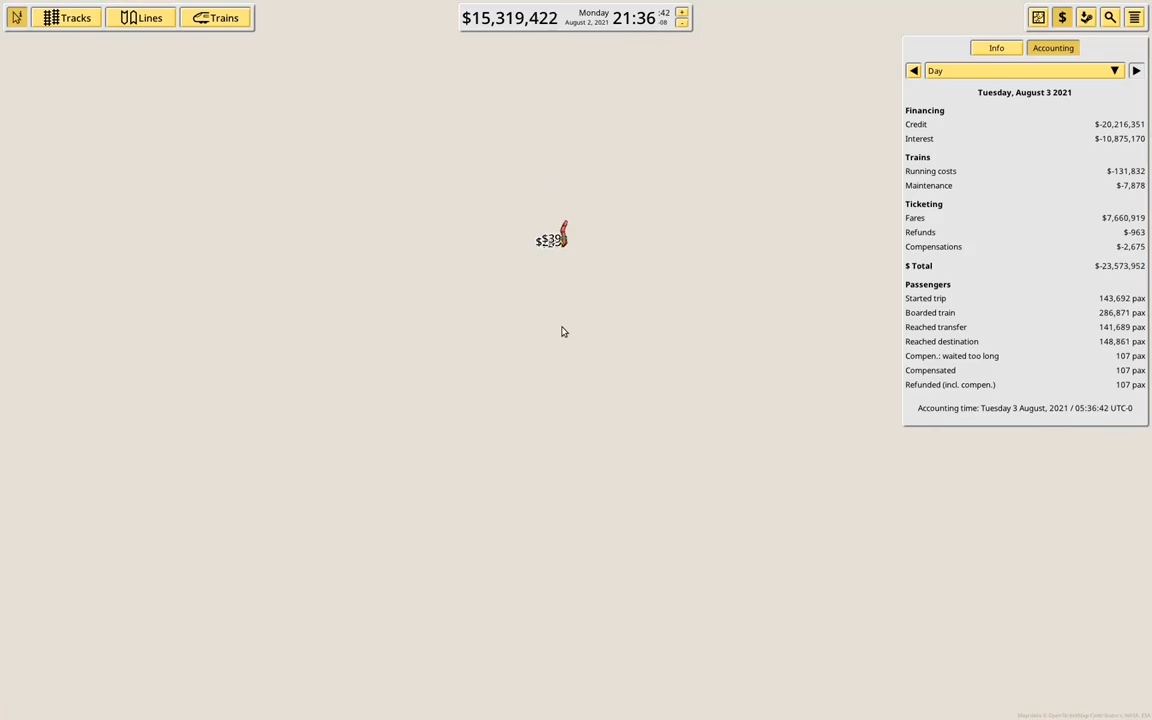 Tracks Lines Trains
$15,319,422 Monday August 2, 2021 21:36 :42 -08 + -
$
Info Accounting
Day
Tuesday, August 3 2021
Financing
Credit $-20,216,351
Interest $-10,875,170
Trains
Running costs $-131,832
Maintenance $-7,878
Ticketing
Fares $7,660,919
Refunds $-963
Compensations $-2,675
$ Total $-23,573,952
Passengers
Started trip 143,692 pax
Boarded train 286,871 pax
Reached transfer 141,689 pax
Reached destination 148,861 pax
Compen.: waited too long 107 pax
Compensated 107 pax
Refunded (incl. compen.) 107 pax
Accounting time: Tuesday 3 August, 2021 / 05:36:42 UTC-0